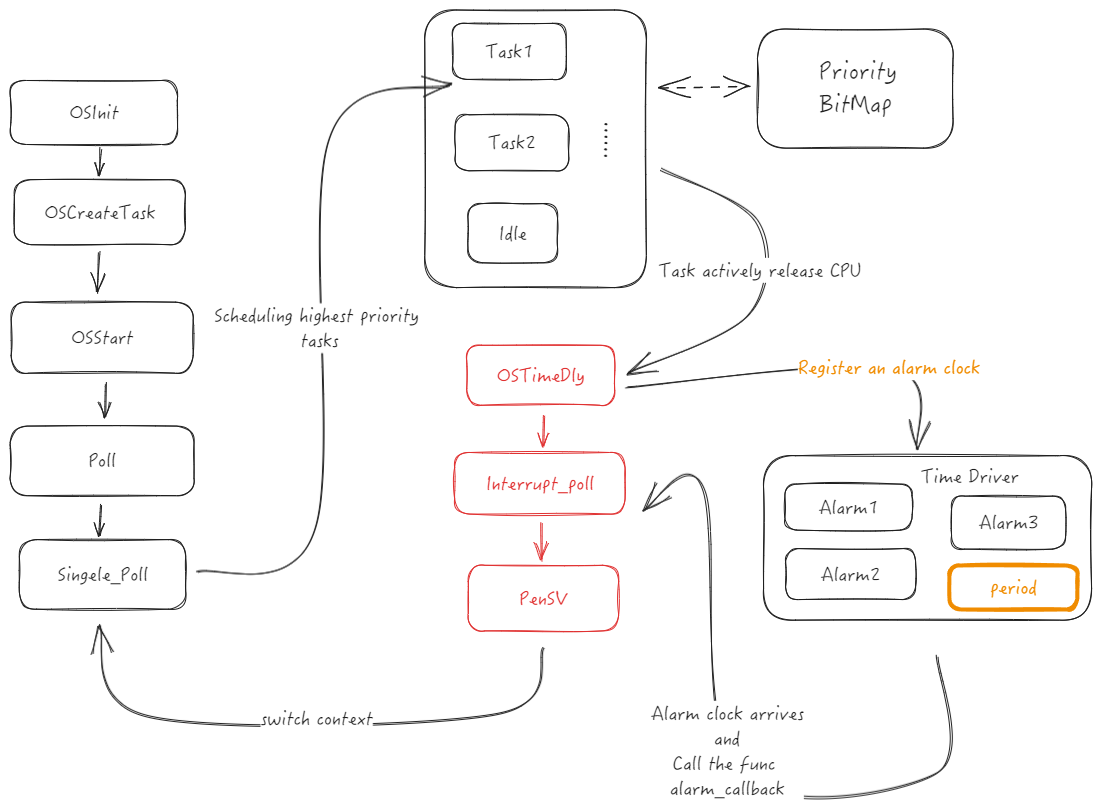 OSInit
OSCreateTask
OSStart
Poll
Singele_Poll
Scheduling highest priority
tasks
Task1
Task2
Idle
Priority
BitMap
Task actively release CPU
OSTimeDly
Interrupt_poll
PenSV
switch context
Register an alarm clock
Time Driver
Alarm1
Alarm2
Alarm3
period
Alarm clock arrives
and
Call the func
alarm_callback